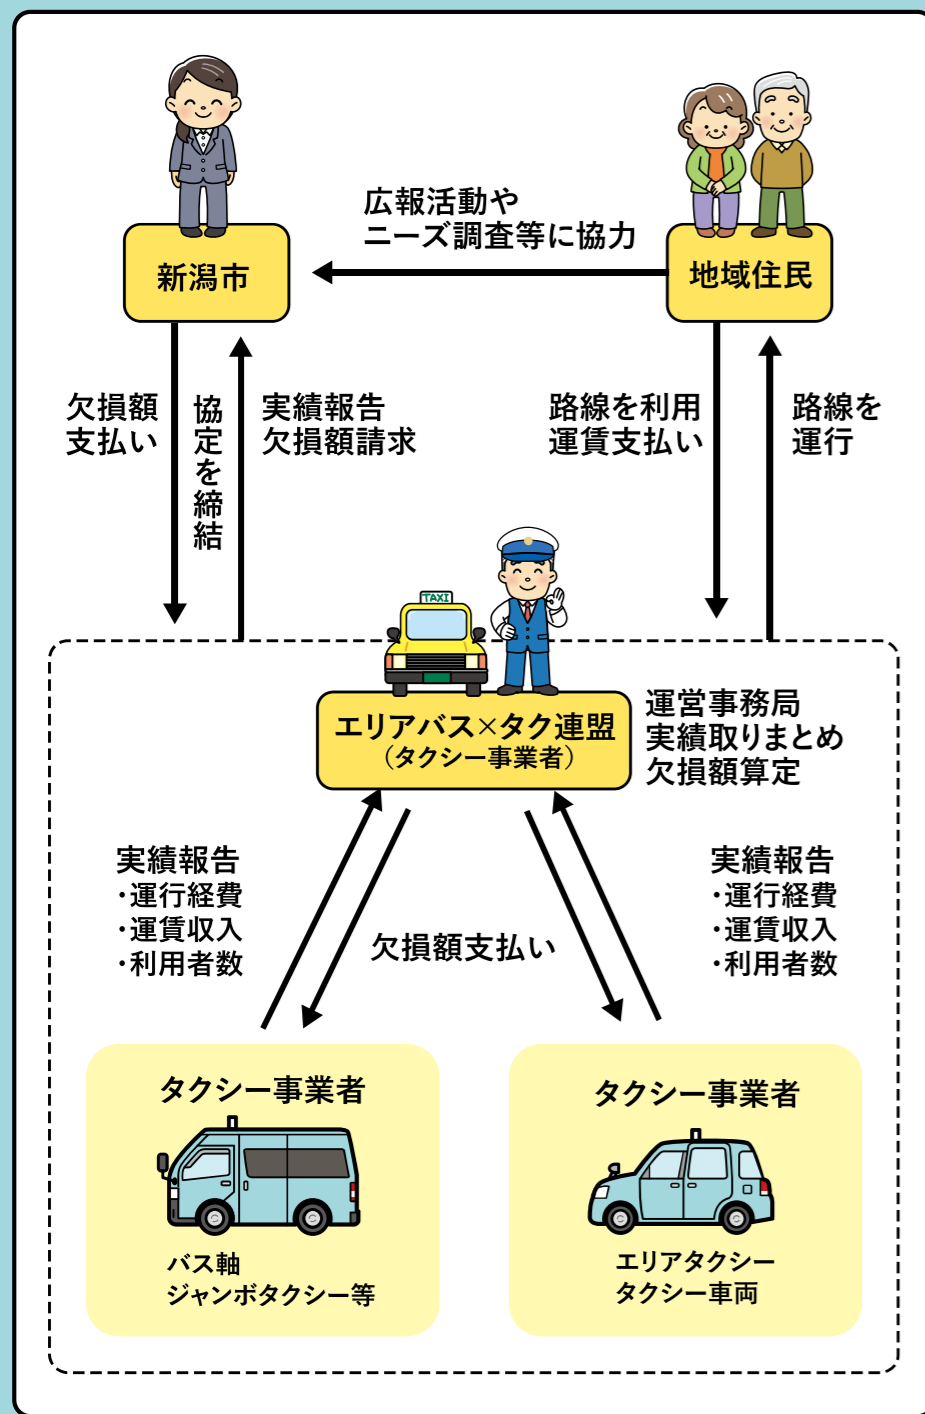 広報活動や
ニーズ調査等に協力
新潟市
地域住民
欠損額
支払い
協定を締結
実績報告
欠損額請求
路線を利用
運賃支払い
路線を
運行
TAXI
エリアバス×タク連盟
(タクシー事業者)
運営事務局
実績取りまとめ
欠損額算定
実績報告
・運行経費
・運賃収入
・利用者数
欠損額支払い
実績報告
・運行経費
・運賃収入
・利用者数
タクシー事業者
バス軸
ジャンボタクシー等
タクシー事業者
エリアタクシー
タクシー車両